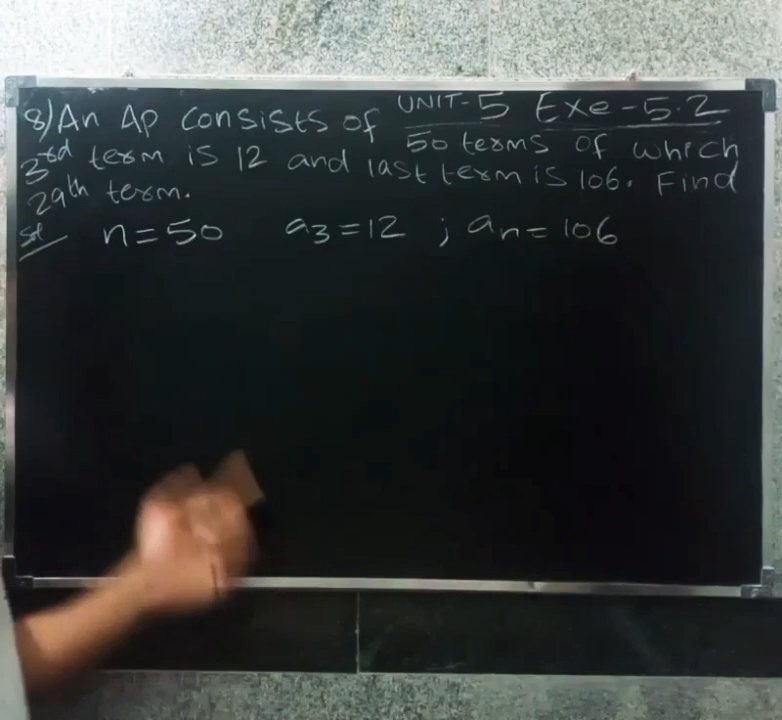 UNIT-5 Exe-5.2
8) An AP consists of 50 terms of which
3rd term is 12 and last term is 106. Find
29th term.
Sol n=50 a3=12 ; an=106